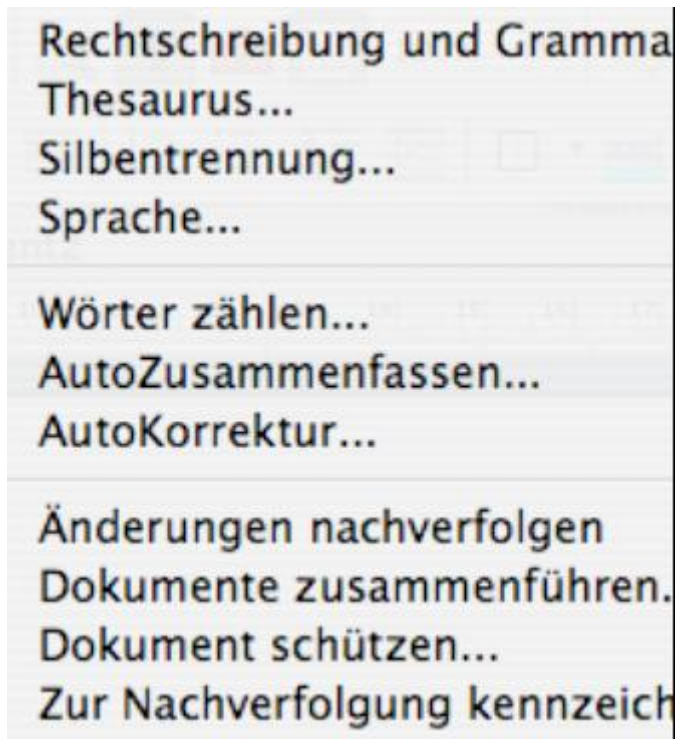 Rechtschreibung und Gramma
Thesaurus...
Silbentrennung...
Sprache...
Wörter zählen...
AutoZusammenfassen...
AutoKorrektur...
Änderungen nachverfolgen
Dokumente zusammenführen.
Dokument schützen...
Zur Nachverfolgung kennzeich